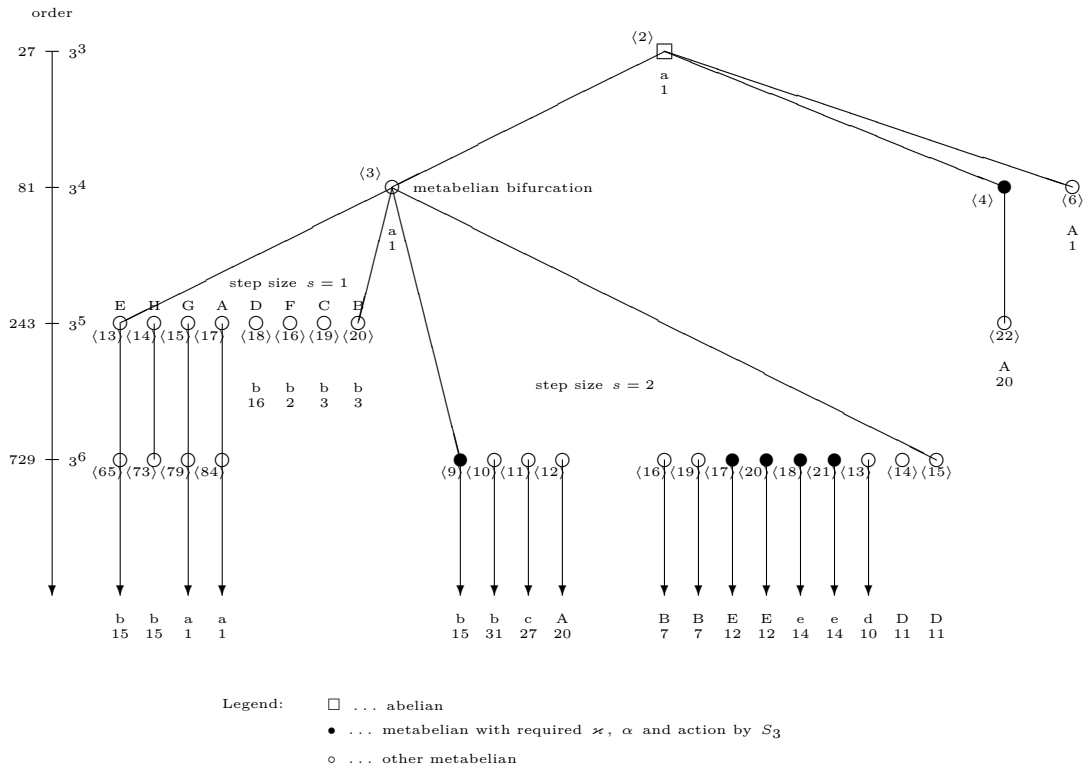 order
⟨2⟩
27 3^3
a
1
⟨3⟩
81 3^4 metabelian bifurcation ⟨4⟩ ⟨6⟩
a A
1 1
step size s = 1
E H G A D F C B
243 3^5
⟨13⟩ ⟨14⟩ ⟨15⟩ ⟨17⟩ ⟨18⟩ ⟨16⟩ ⟨19⟩ ⟨20⟩ ⟨22⟩
A
20
b b b b step size s = 2
16 2 3 3
729 3^6
⟨65⟩ ⟨73⟩ ⟨79⟩ ⟨84⟩ ⟨9⟩ ⟨10⟩ ⟨11⟩ ⟨12⟩ ⟨16⟩ ⟨19⟩ ⟨17⟩ ⟨20⟩ ⟨18⟩ ⟨21⟩ ⟨13⟩ ⟨14⟩ ⟨15⟩
b b a a b b c A B B E E e e d D D
15 15 1 1 15 31 27 20 7 7 12 12 14 14 10 11 11
Legend: □ ... abelian
● ... metabelian with required ϰ, α and action by S₃
○ ... other metabelian